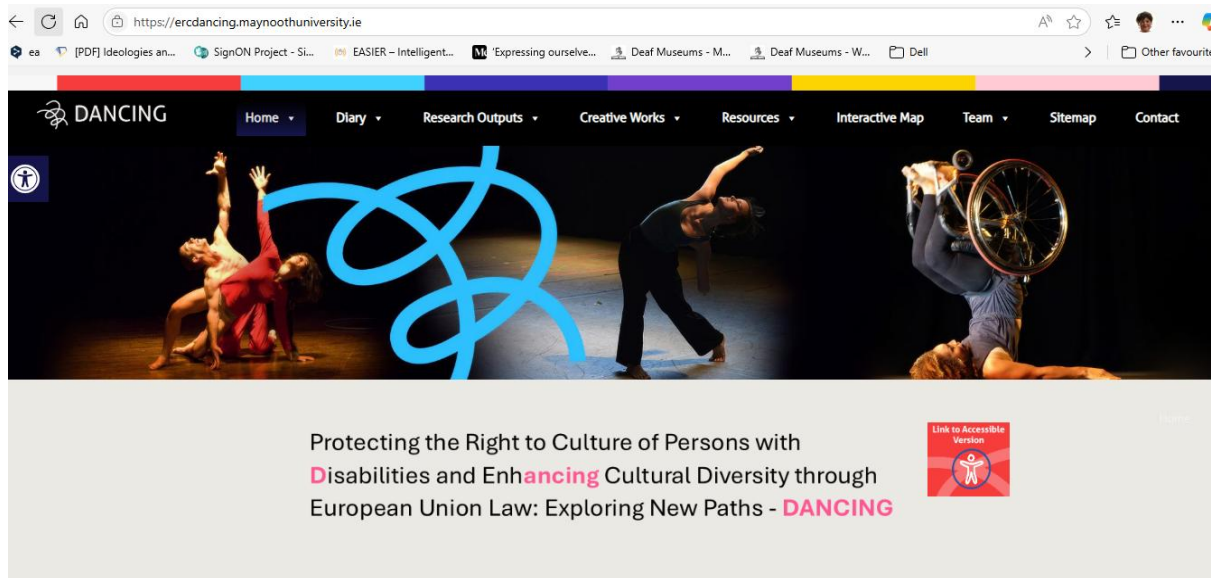 https://ercdancing.maynoothuniversity.ie
ea [PDF] Ideologies an... SignON Project - Si... EASIER – Intelligent... 'Expressing ourselve... Deaf Museums - M... Deaf Museums - W... Dell > Other favourite
DANCING Home Diary Research Outputs Creative Works Resources Interactive Map Team Sitemap Contact
Home
Link to Accessible
Version
Protecting the Right to Culture of Persons with
Disabilities and Enhancing Cultural Diversity through
European Union Law: Exploring New Paths - DANCING